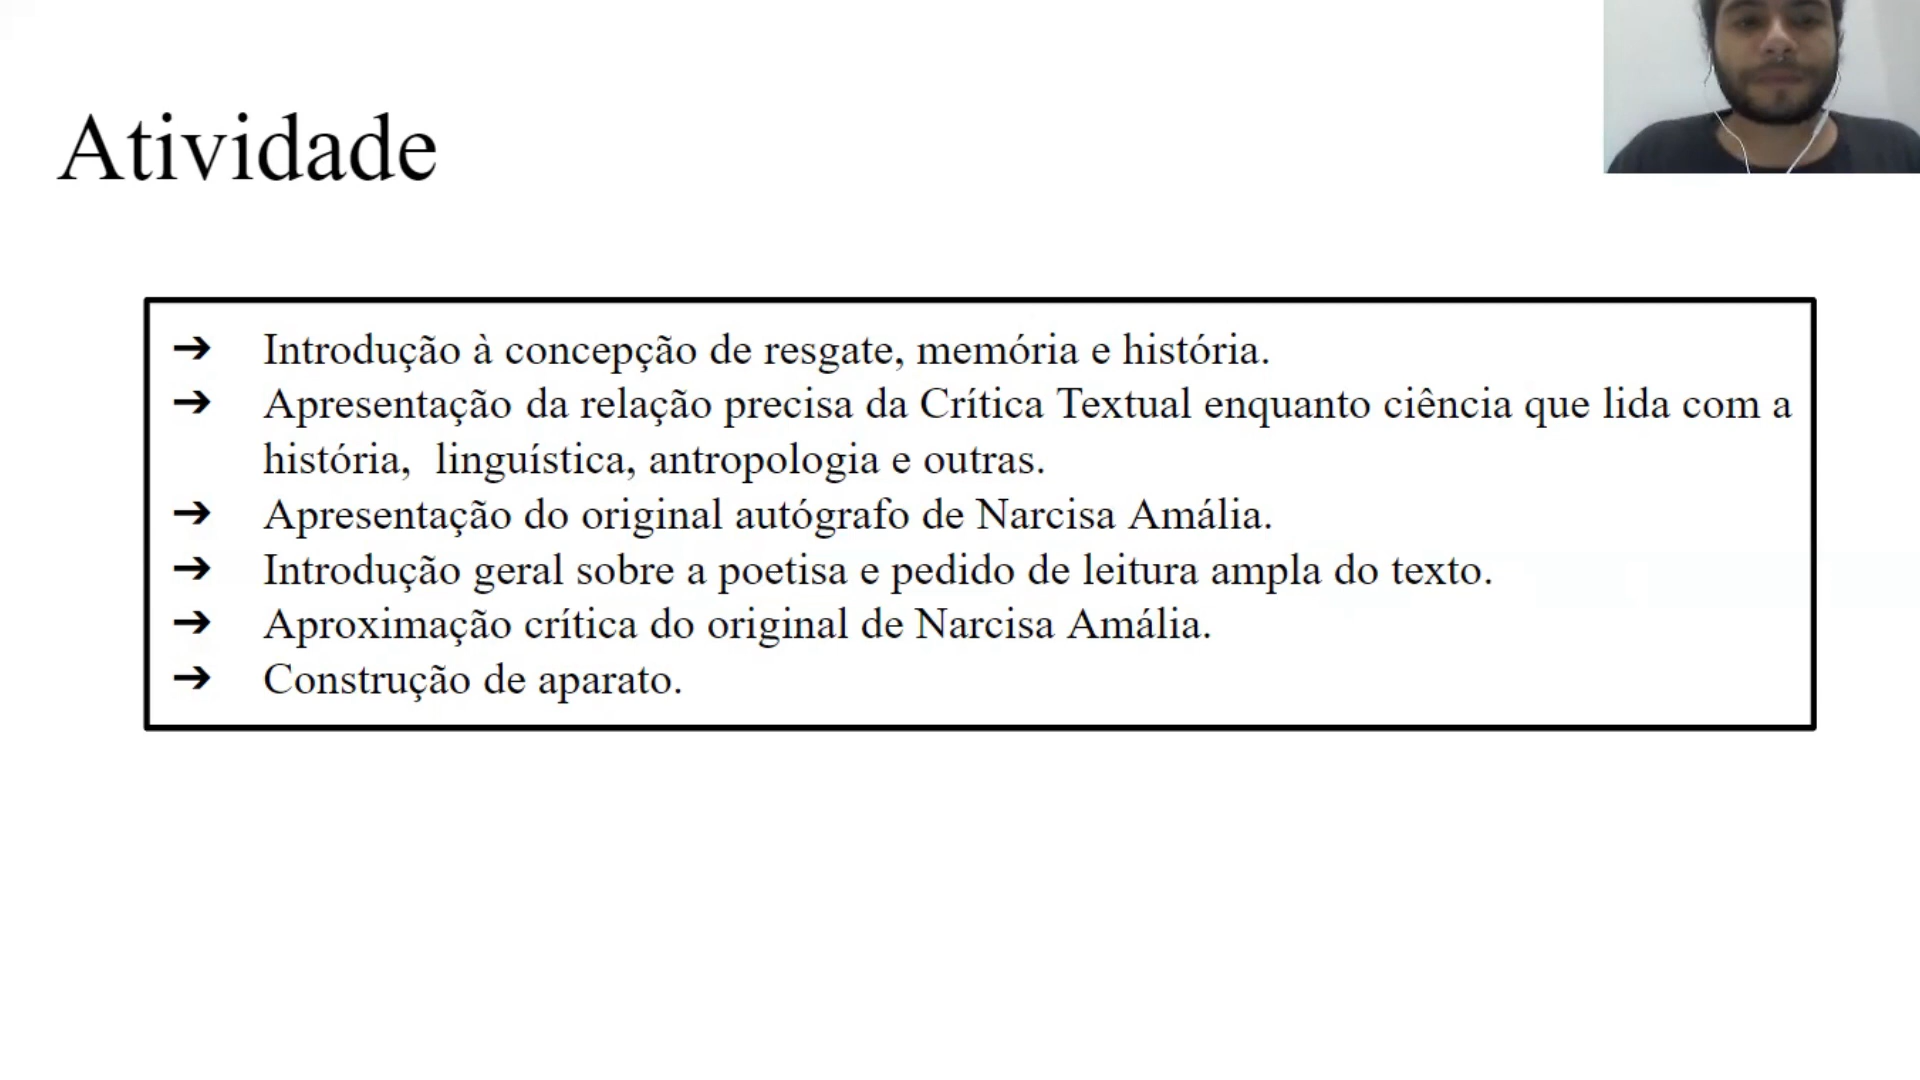 Atividade
➔ Introdução à concepção de resgate, memória e história.
➔ Apresentação da relação precisa da Crítica Textual enquanto ciência que lida com a
história, linguística, antropologia e outras.
➔ Apresentação do original autógrafo de Narcisa Amália.
➔ Introdução geral sobre a poetisa e pedido de leitura ampla do texto.
➔ Aproximação crítica do original de Narcisa Amália.
➔ Construção de aparato.